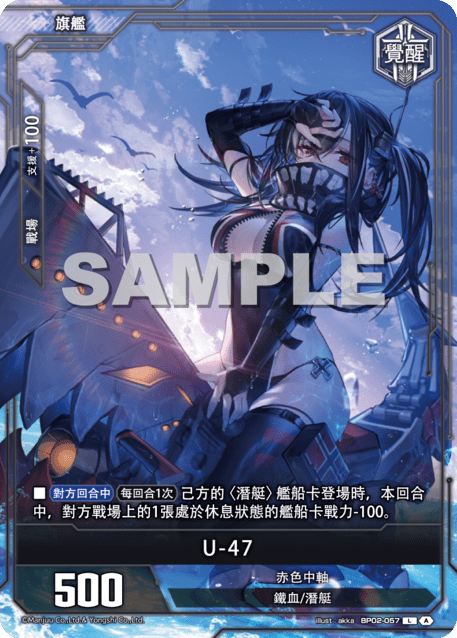 旗艦
覺醒
支援+100
戰場
SAMPLE
■ 對方回合中 每回合1次 己方的〈潛艇〉艦船卡登場時，本回合
中，對方戰場上的1張處於休息狀態的艦船卡戰力-100。
U-47
500
赤色中軸
鐵血/潛艇
©Manjuu Co.,Ltd & Yongshi Co.,Ltd. illust akka BP02-057 L A